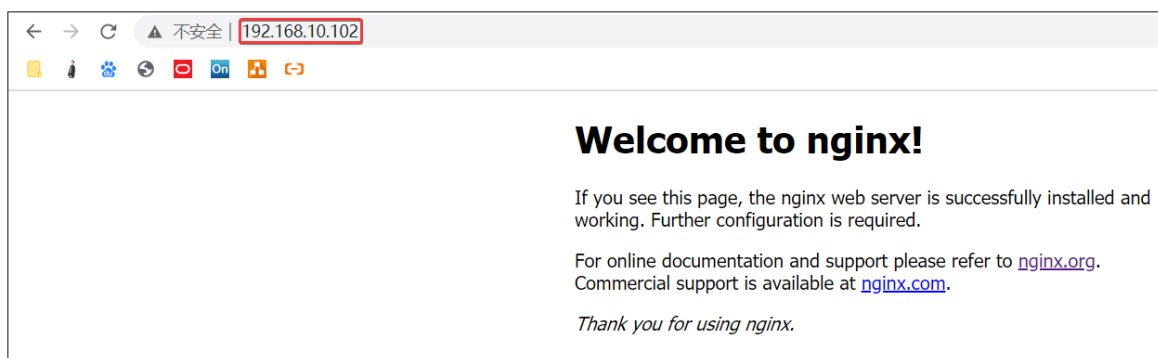 不安全 | 192.168.10.102
du On
Welcome to nginx!
If you see this page, the nginx web server is successfully installed and
working. Further configuration is required.
For online documentation and support please refer to nginx.org.
Commercial support is available at nginx.com.
Thank you for using nginx.